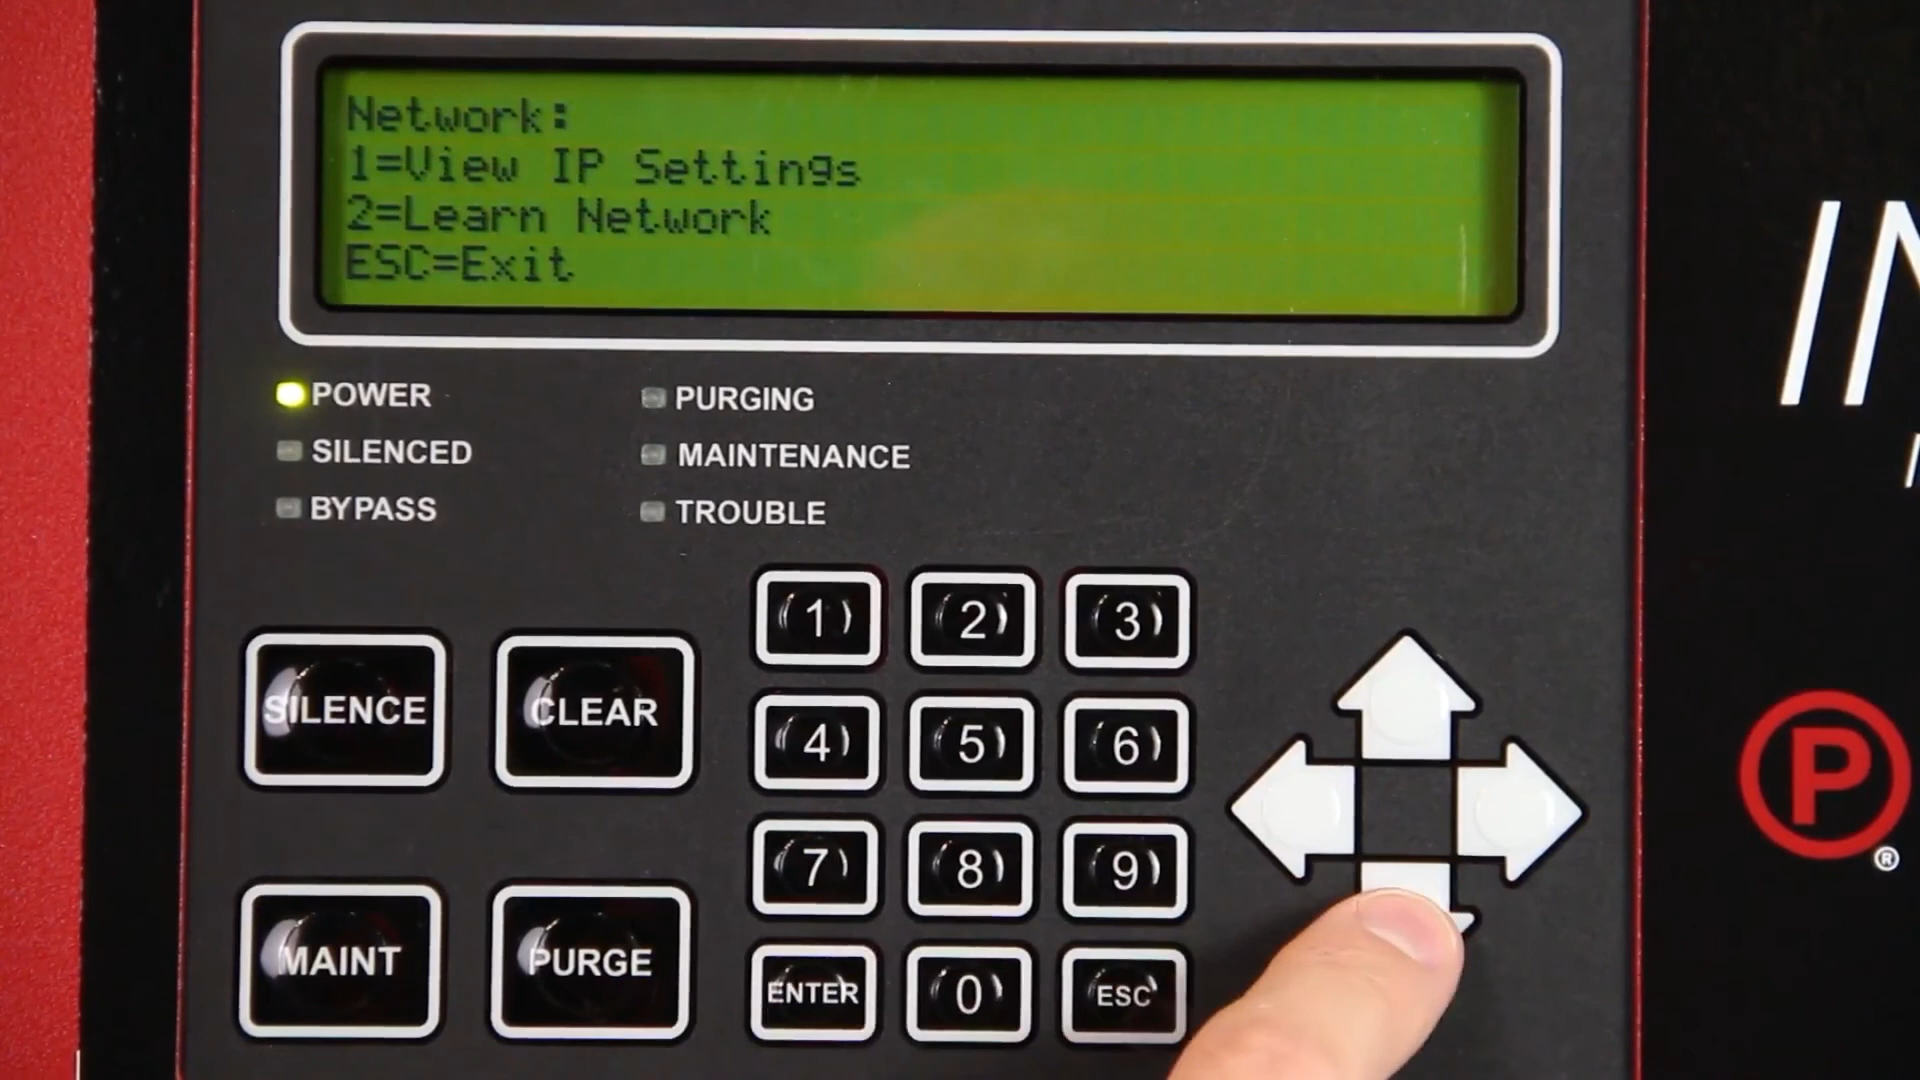 Network:
1=View IP Settings
2=Learn Network
ESC=Exit
POWER
PURGING
SILENCED
MAINTENANCE
BYPASS
TROUBLE
1 2 3
SILENCE CLEAR
4 5 6
7 8 9
MAINT PURGE
ENTER 0 ESC
P
®